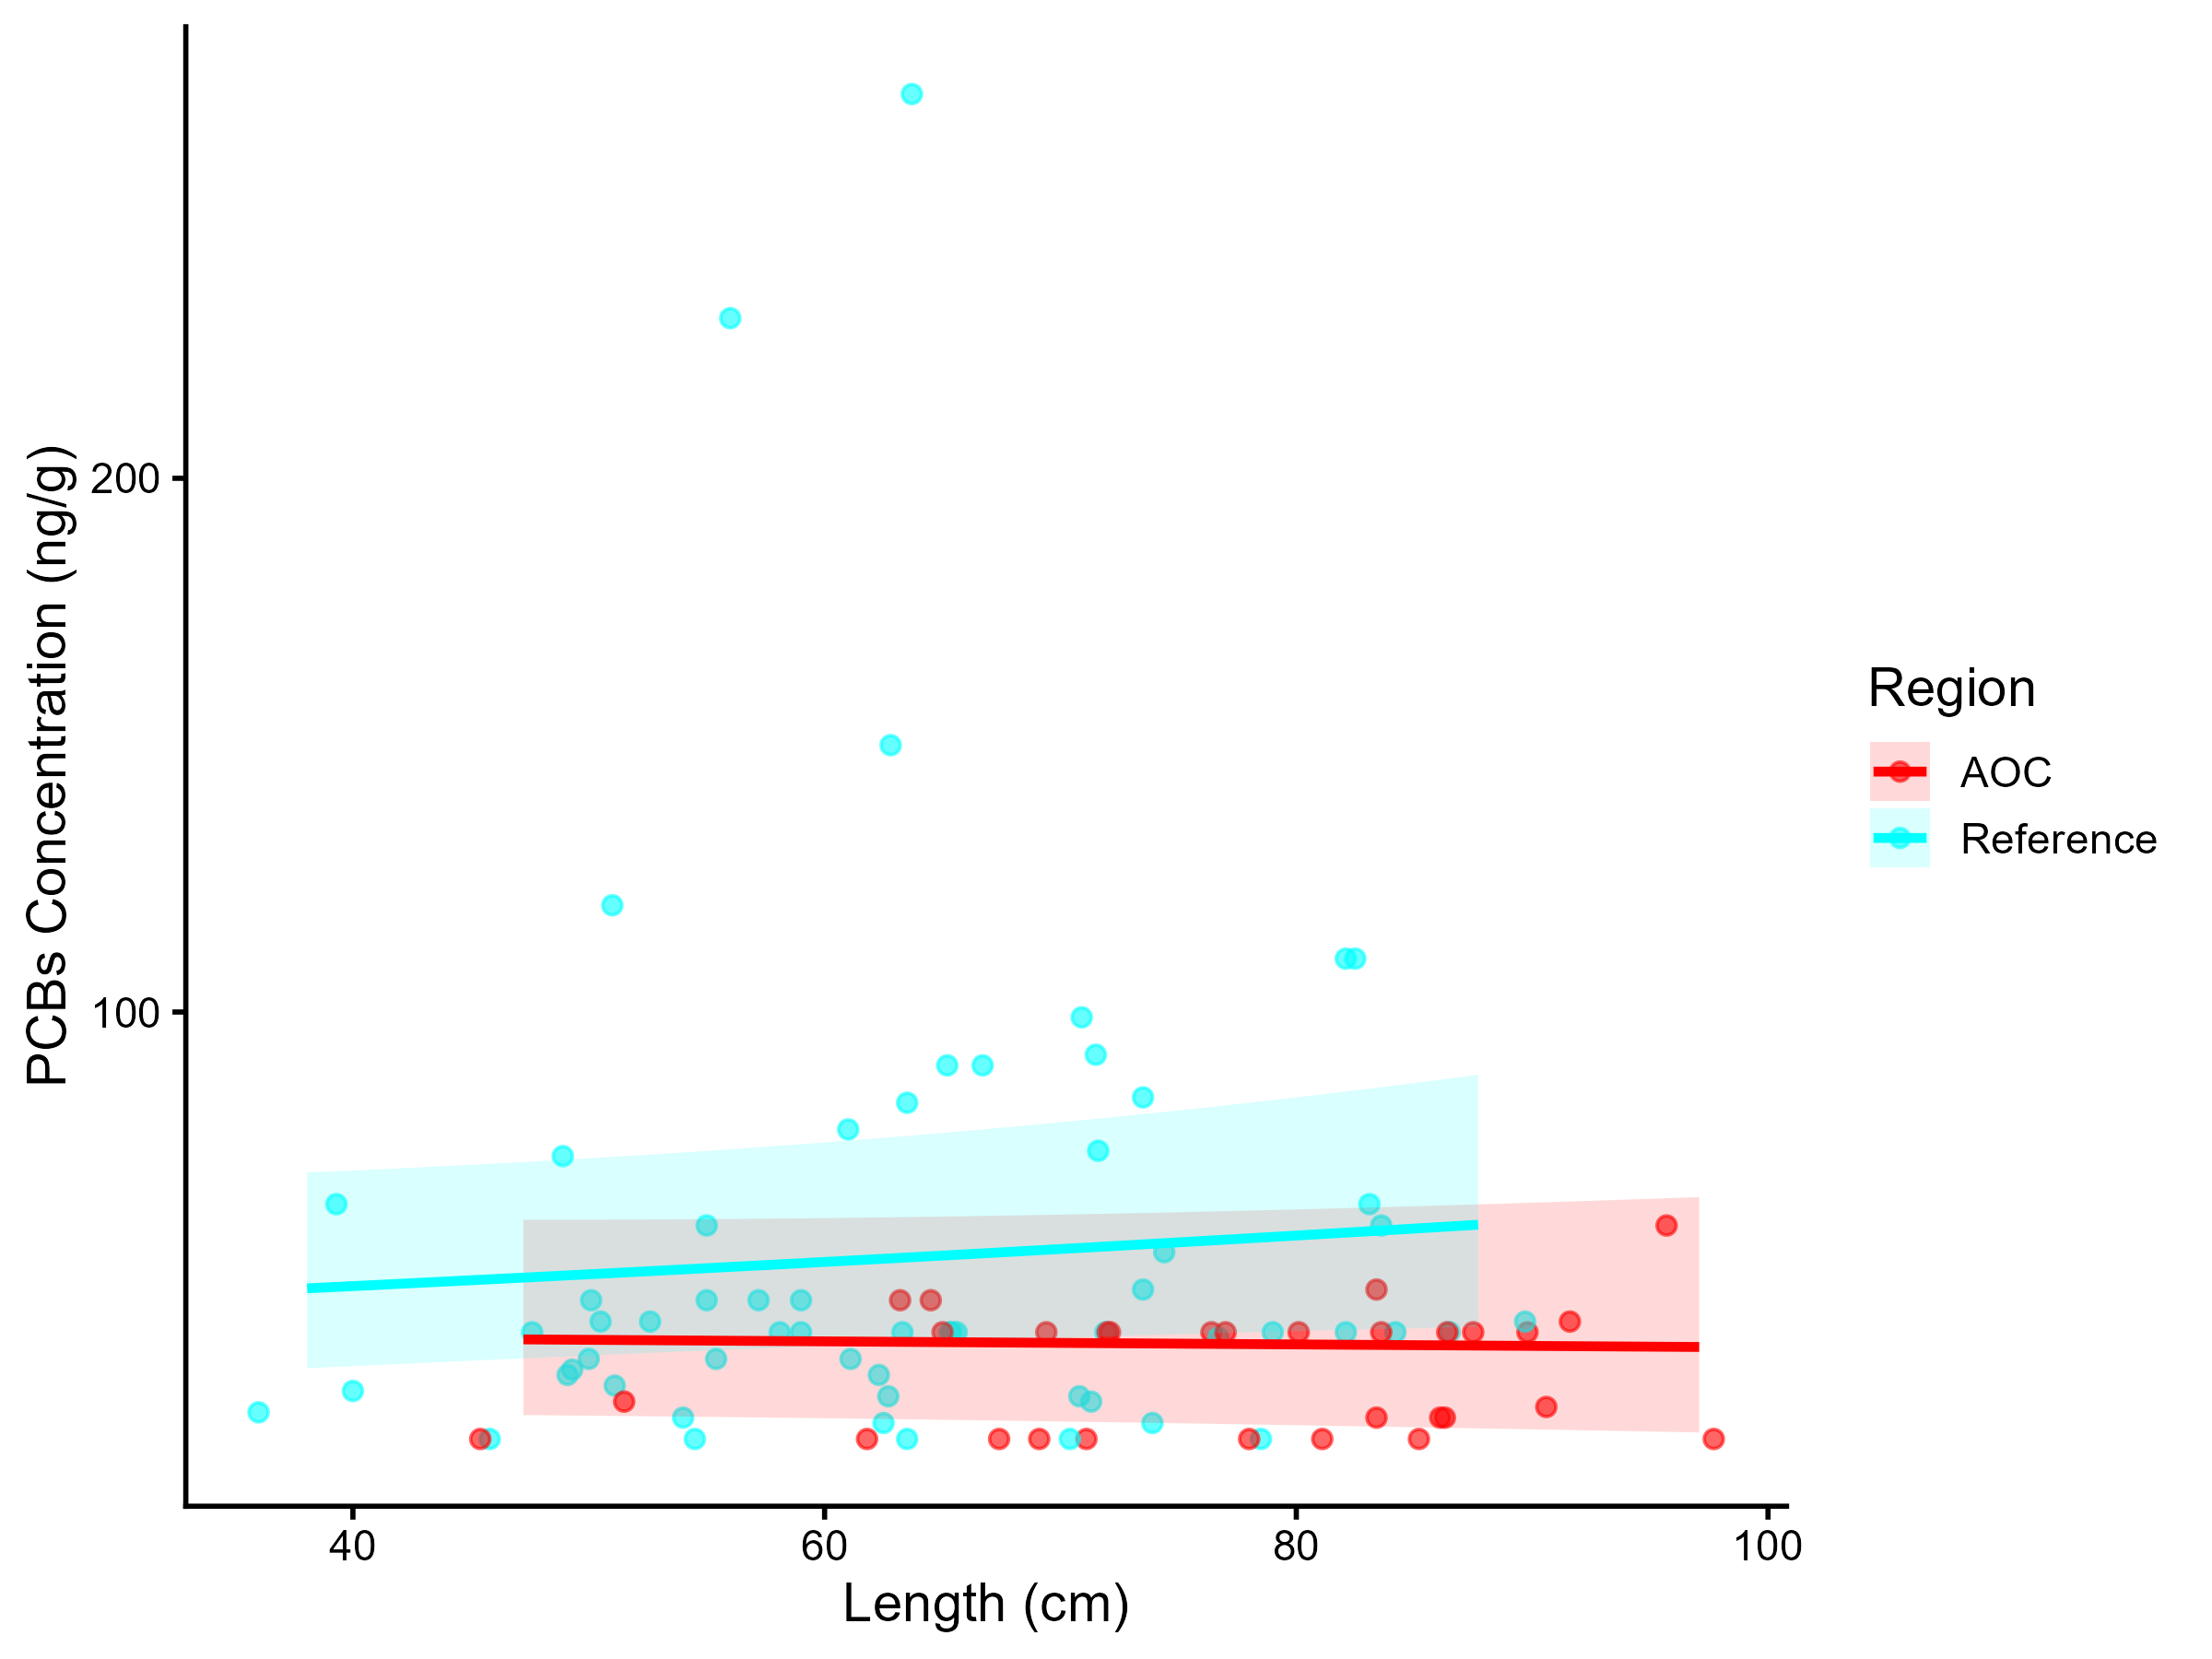 PCBs Concentration (ng/g)
200
100
40
60
80
100
Length (cm)
Region
AOC
Reference